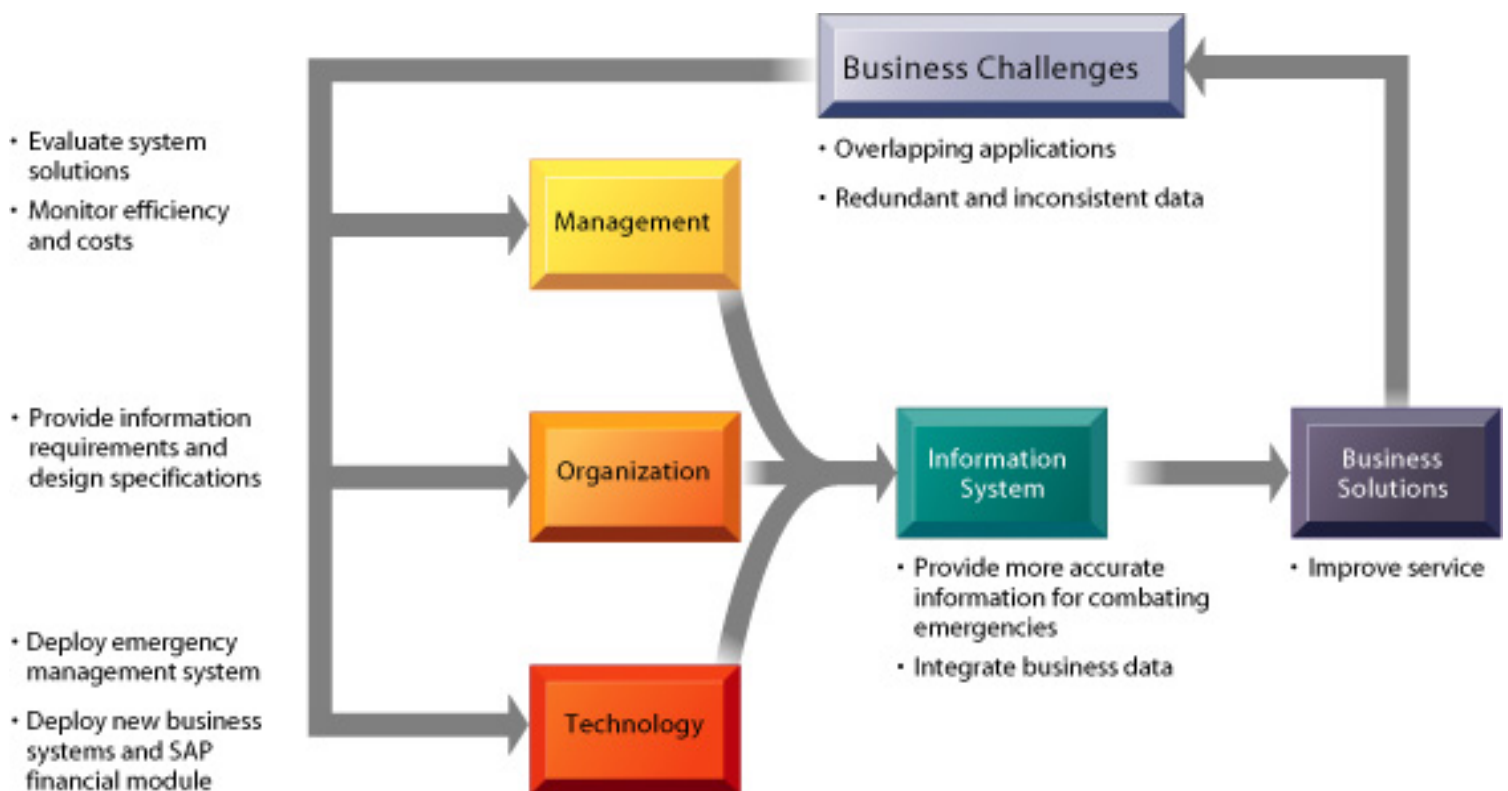 Business Challenges
• Overlapping applications
• Redundant and inconsistent data
• Evaluate system
solutions
• Monitor efficiency
and costs
Management
• Provide information
requirements and
design specifications
Organization
Information
System
• Provide more accurate
information for combating
emergencies
• Integrate business data
Business
Solutions
• Improve service
• Deploy emergency
management system
• Deploy new business
systems and SAP
financial module
Technology